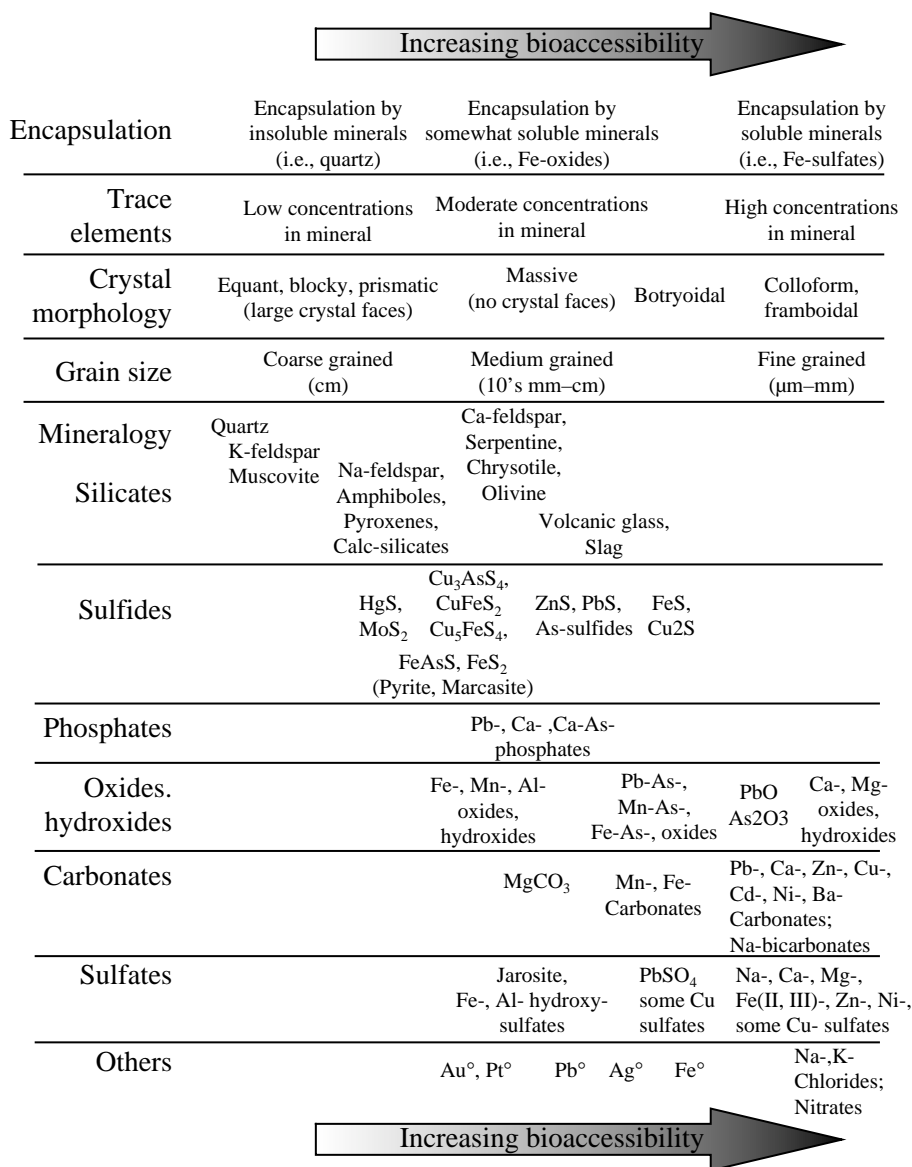 Increasing bioaccessibility
Encapsulation
Encapsulation by
insoluble minerals
(i.e., quartz)
Encapsulation by
somewhat soluble minerals
(i.e., Fe-oxides)
Encapsulation by
soluble minerals
(i.e., Fe-sulfates)
Trace
elements
Low concentrations
in mineral
Moderate concentrations
in mineral
High concentrations
in mineral
Crystal
morphology
Equant, blocky, prismatic
(large crystal faces)
Massive
(no crystal faces)
Botryoidal
Colloform,
framboidal
Grain size
Coarse grained
(cm)
Medium grained
(10's mm–cm)
Fine grained
(μm–mm)
Mineralogy
Silicates
Quartz
K-feldspar
Muscovite
Na-feldspar,
Amphiboles,
Pyroxenes,
Calc-silicates
Ca-feldspar,
Serpentine,
Chrysotile,
Olivine
Volcanic glass,
Slag
Sulfides
HgS,
MoS₂
Cu₃AsS₄,
CuFeS₂
Cu₅FeS₄,
ZnS, PbS,
As-sulfides
FeS,
Cu2S
FeAsS, FeS₂
(Pyrite, Marcasite)
Phosphates
Pb-, Ca- ,Ca-As-
phosphates
Oxides.
hydroxides
Fe-, Mn-, Al-
oxides,
hydroxides
Pb-As-,
Mn-As-,
Fe-As-, oxides
PbO
As2O3
Ca-, Mg-
oxides,
hydroxides
Carbonates
MgCO₃
Mn-, Fe-
Carbonates
Pb-, Ca-, Zn-, Cu-,
Cd-, Ni-, Ba-
Carbonates;
Na-bicarbonates
Sulfates
Jarosite,
Fe-, Al- hydroxy-
sulfates
PbSO₄
some Cu
sulfates
Na-, Ca-, Mg-,
Fe(II, III)-, Zn-, Ni-,
some Cu- sulfates
Others
Au°, Pt°
Pb°
Ag°
Fe°
Na-,K-
Chlorides;
Nitrates
Increasing bioaccessibility